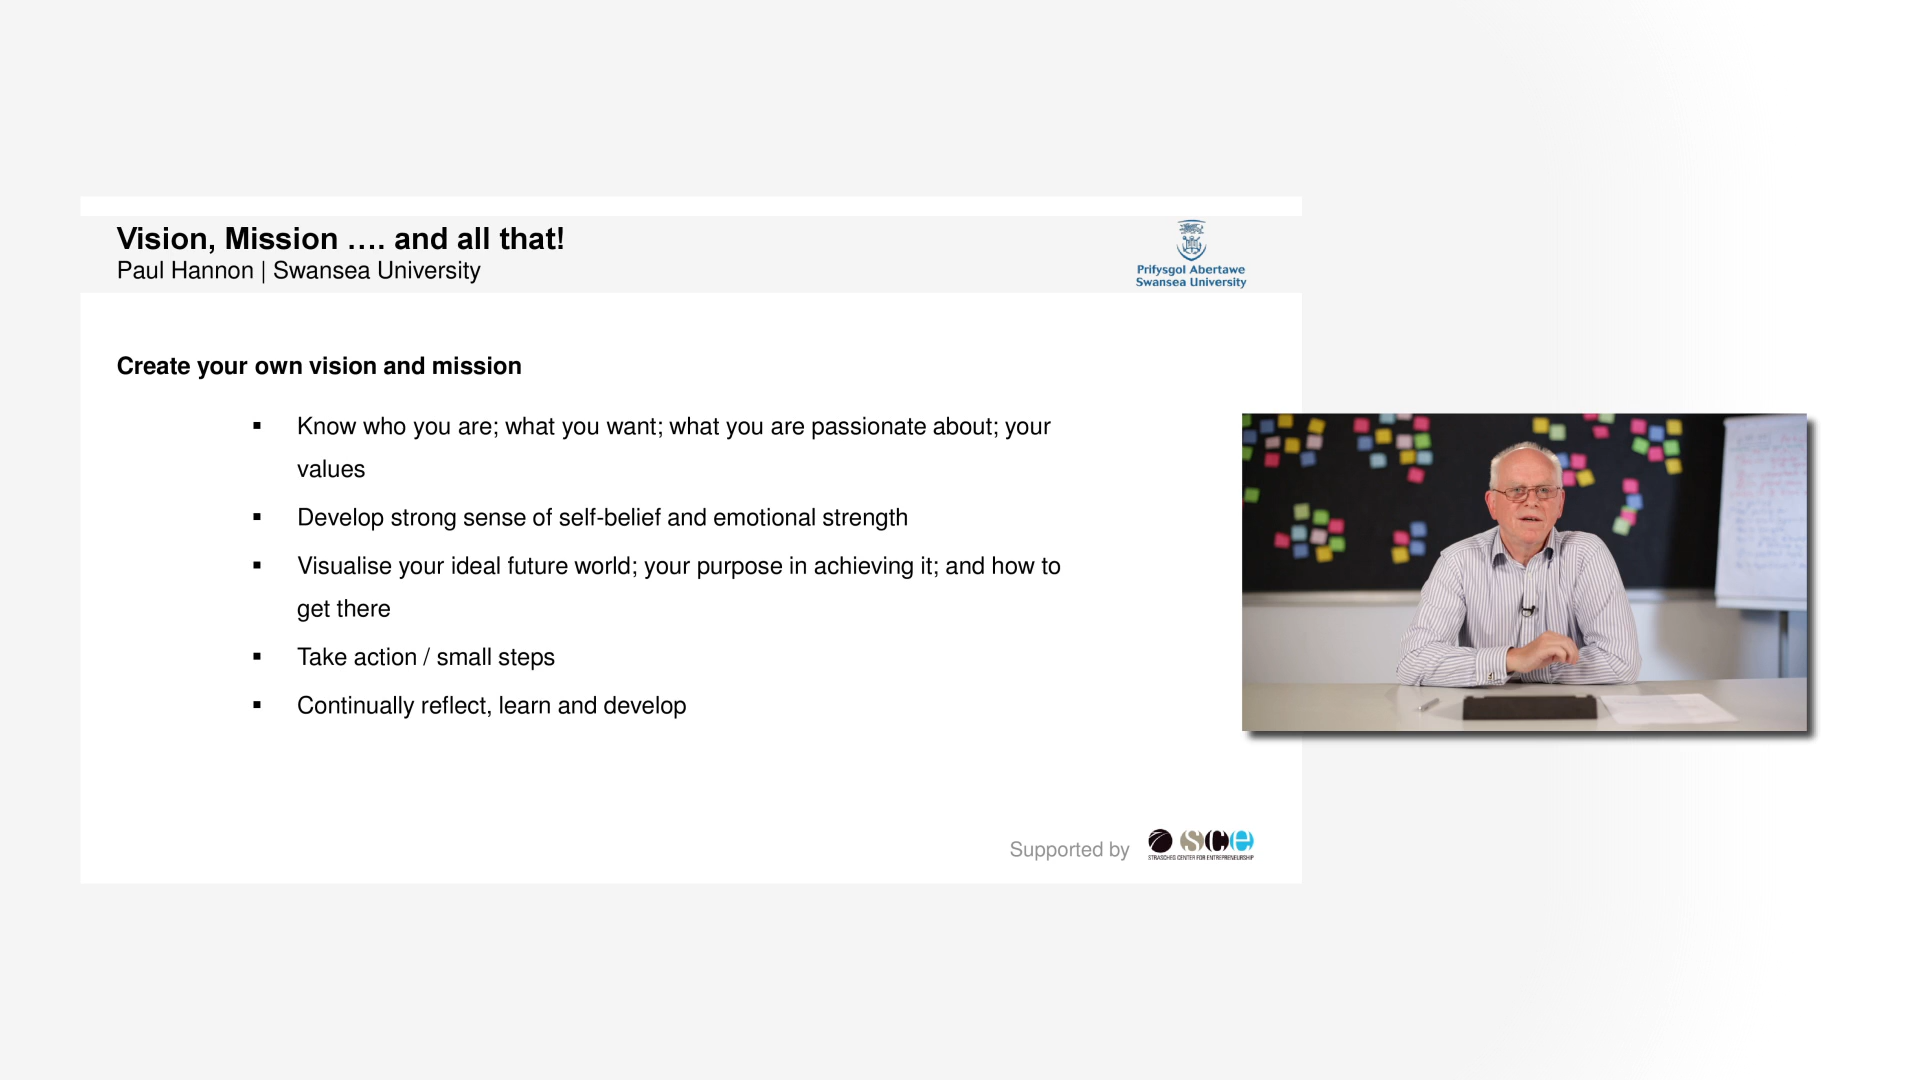 Vision, Mission …. and all that!
Paul Hannon | Swansea University
Prifysgol Abertawe
Swansea University
Create your own vision and mission
▪ Know who you are; what you want; what you are passionate about; your
values
▪ Develop strong sense of self-belief and emotional strength
▪ Visualise your ideal future world; your purpose in achieving it; and how to
get there
▪ Take action / small steps
▪ Continually reflect, learn and develop
Supported by
sce
STRASCHEG CENTER FOR ENTREPRENEURSHIP